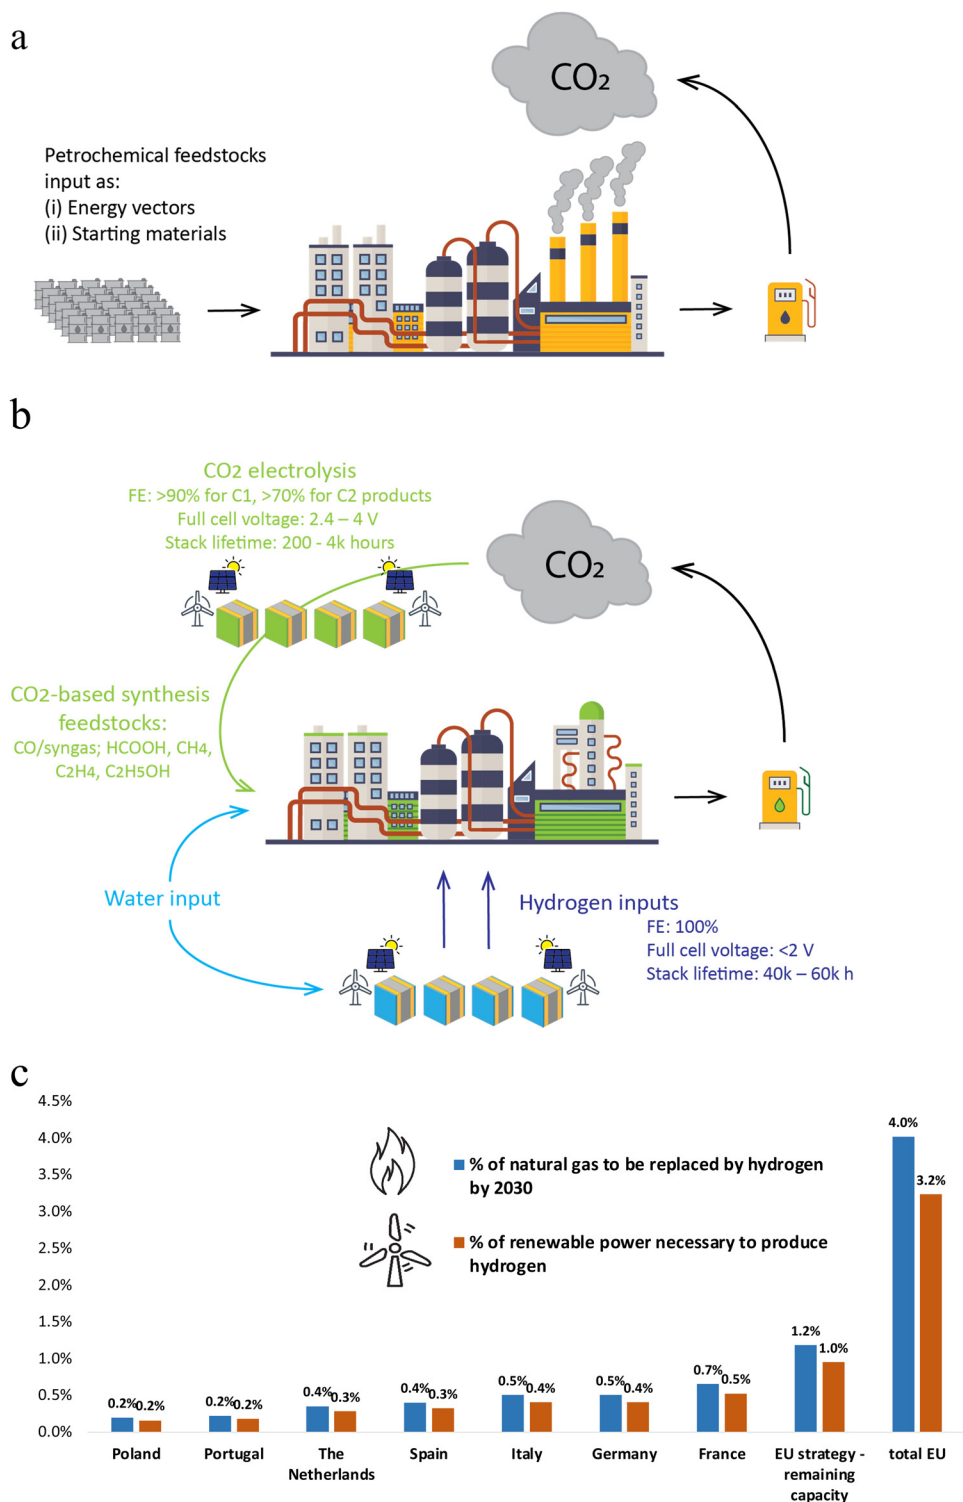 a
CO2
Petrochemical feedstocks
input as:
(i) Energy vectors
(ii) Starting materials
b
CO2 electrolysis
FE: >90% for C1, >70% for C2 products
Full cell voltage: 2.4 – 4 V
Stack lifetime: 200 - 4k hours
CO2
CO2-based synthesis
feedstocks:
CO/syngas; HCOOH, CH4,
C2H4, C2H5OH
Water input
Hydrogen inputs
FE: 100%
Full cell voltage: <2 V
Stack lifetime: 40k – 60k h
c
4.5%
4.0%
3.5%
3.0%
2.5%
2.0%
1.5%
1.0%
0.5%
0.0%
% of natural gas to be replaced by hydrogen
by 2030
% of renewable power necessary to produce
hydrogen
0.2% 0.2%
0.2% 0.2%
0.4% 0.3%
0.4% 0.3%
0.5% 0.4%
0.5% 0.4%
0.7% 0.5%
1.2% 1.0%
4.0% 3.2%
Poland
Portugal
The
Netherlands
Spain
Italy
Germany
France
EU strategy -
remaining
capacity
total EU